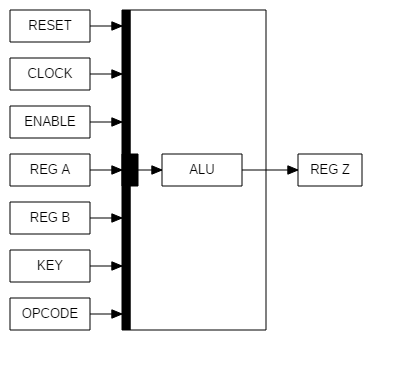 RESET
CLOCK
ENABLE
REG A
ALU
REG Z
REG B
KEY
OPCODE